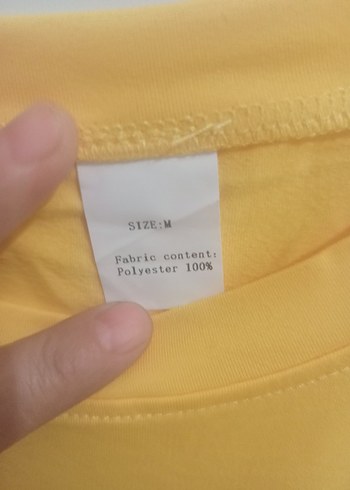 SIZE:M
Fabric content:
Polyester 100%